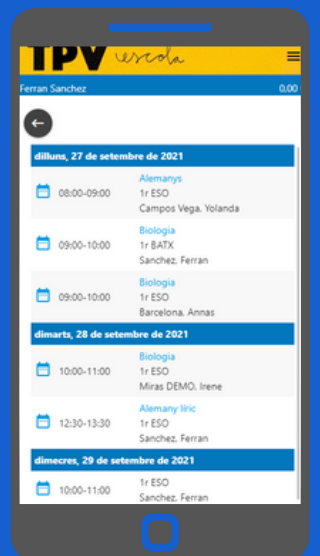 TPV escola
Ferran Sanchez 0,00
dilluns, 27 de setembre de 2021
Alemanys
08:00-09:00 1r ESO
Campos Vega, Yolanda
Biologia
09:00-10:00 1r BATX
Sanchez, Ferran
Biologia
09:00-10:00 1r ESO
Barcelona, Annas
dimarts, 28 de setembre de 2021
Biologia
10:00-11:00 1r ESO
Miras DEMO, Irene
Alemany líric
12:30-13:30 1r ESO
Sanchez, Ferran
dimecres, 29 de setembre de 2021
1r ESO
10:00-11:00
Sanchez, Ferran